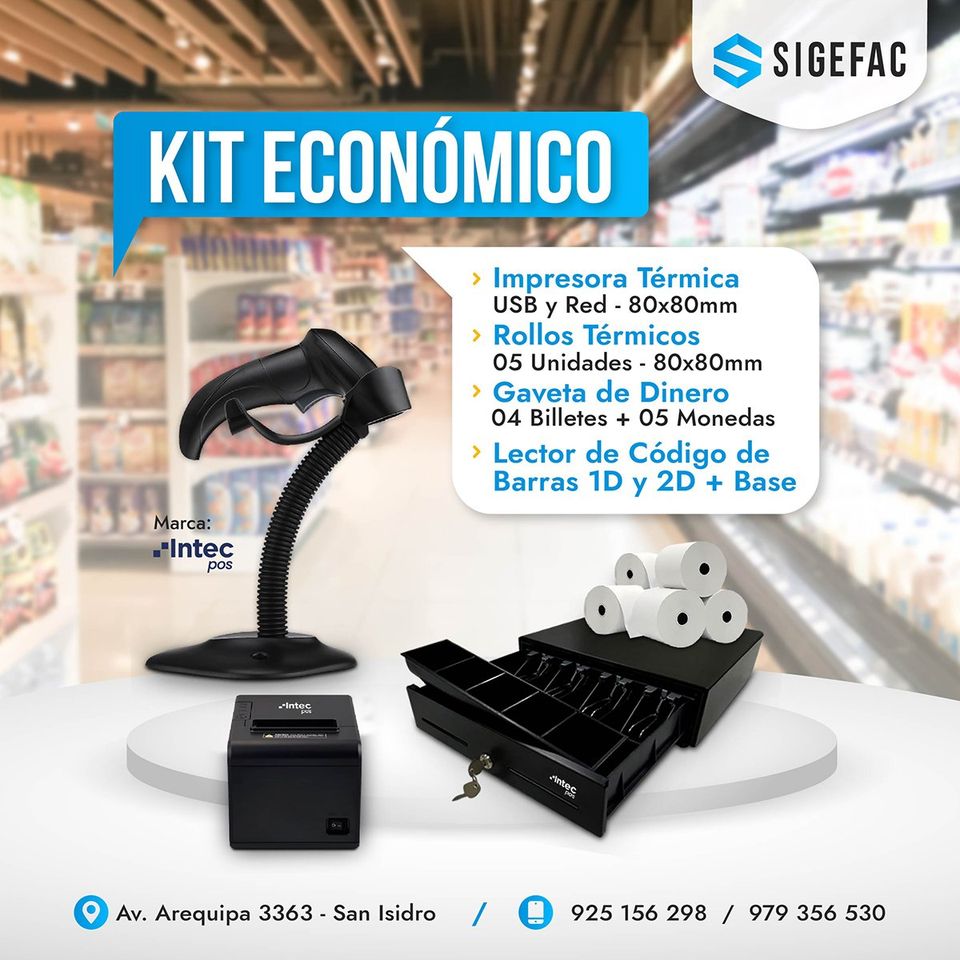 SIGEFAC
KIT ECONÓMICO
Impresora Térmica
USB y Red - 80x80mm
Rollos Térmicos
05 Unidades - 80x80mm
Gaveta de Dinero
04 Billetes + 05 Monedas
Lector de Código de
Barras 1D y 2D + Base
Marca:
Intec
pos
Intec
pos
Intec
pos
Av. Arequipa 3363 - San Isidro / 925 156 298 / 979 356 530